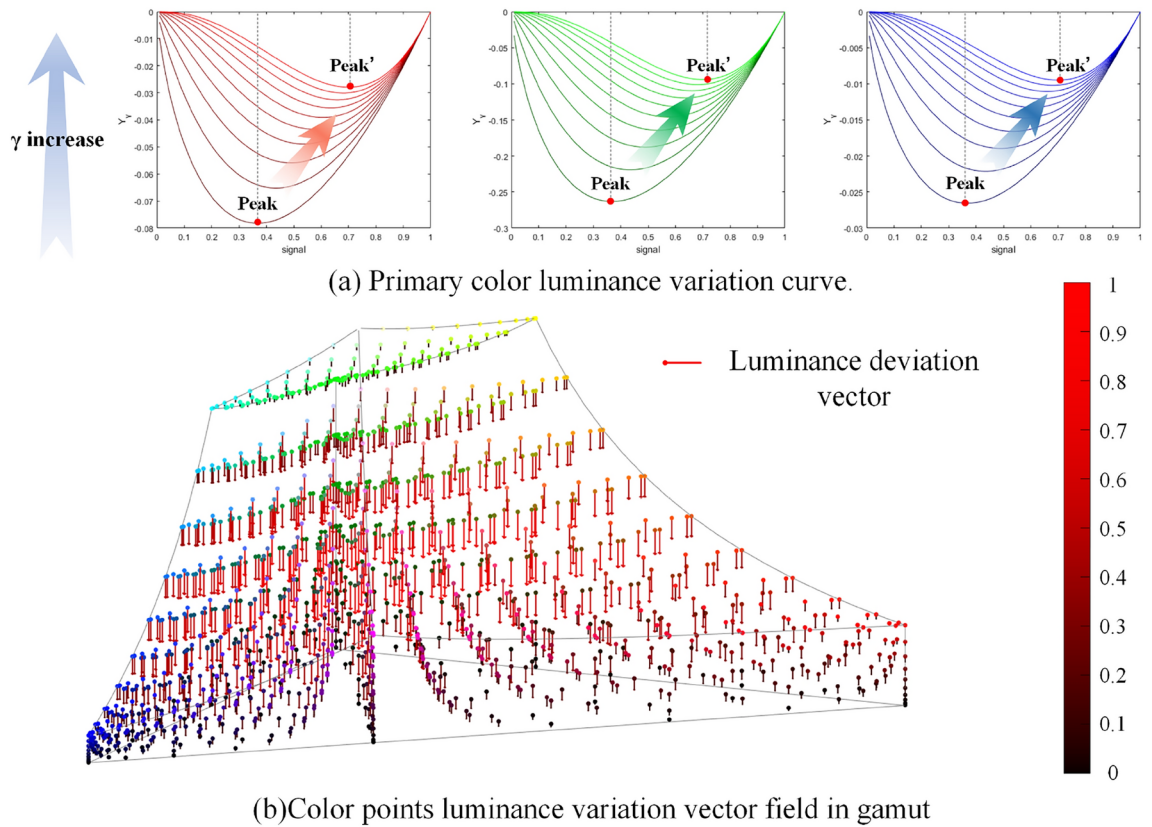 γ increase
0
-0.01
-0.02
-0.03
-0.04
-0.05
-0.06
-0.07
-0.08
Yγ
Peak’
Peak
0 0.1 0.2 0.3 0.4 0.5 0.6 0.7 0.8 0.9 1
signal
0
-0.05
-0.1
-0.15
-0.2
-0.25
-0.3
Yγ
Peak’
Peak
0 0.1 0.2 0.3 0.4 0.5 0.6 0.7 0.8 0.9 1
signal
0
-0.005
-0.01
-0.015
-0.02
-0.025
-0.03
Yγ
Peak’
Peak
0 0.1 0.2 0.3 0.4 0.5 0.6 0.7 0.8 0.9 1
signal
(a) Primary color luminance variation curve.
Luminance deviation
vector
1
0.9
0.8
0.7
0.6
0.5
0.4
0.3
0.2
0.1
0
(b)Color points luminance variation vector field in gamut